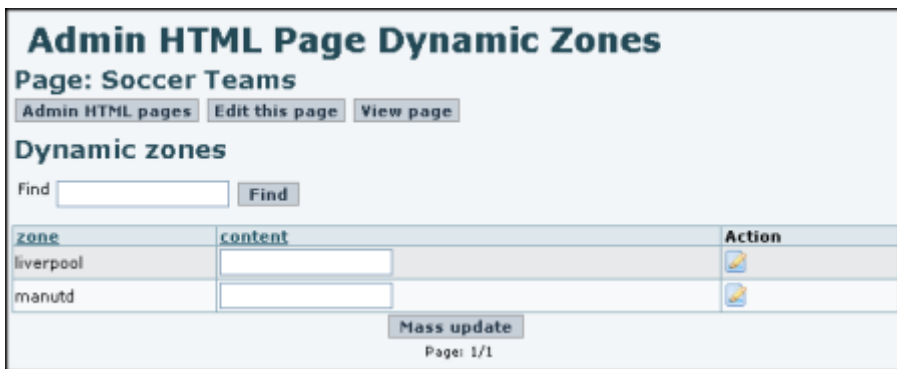 Admin HTML Page Dynamic Zones
Page: Soccer Teams
Admin HTML pages Edit this page View page
Dynamic zones
Find Find
zone content Action
liverpool
manutd
Mass update
Page: 1/1